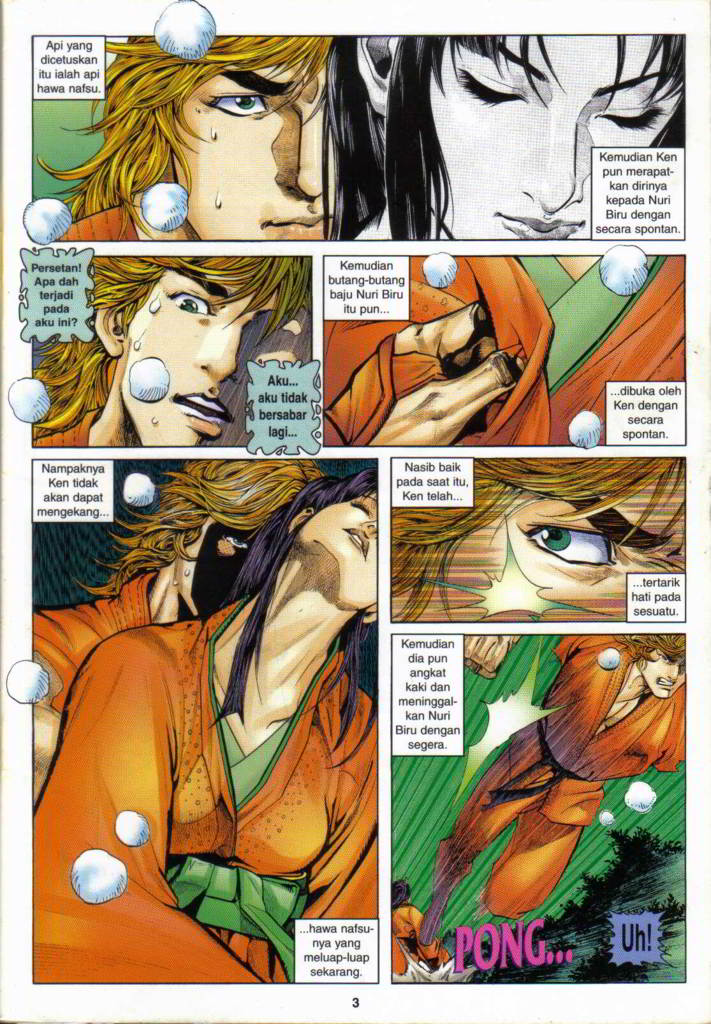 Api yang
dicetuskan
itu ialah api
hawa nafsu.
Kemudian Ken
pun merapat-
kan dirinya
kepada Nuri
Biru dengan
secara spontan.
Persetan!
Apa dah
terjadi
pada
aku ini?
Aku...
aku tidak
bersabar
lagi...
Kemudian
butang-butang
baju Nuri Biru
itu pun...
...dibuka oleh
Ken dengan
secara
spontan.
Nampaknya
Ken tidak
akan dapat
mengekang...
...hawa nafsu-
nya yang
meluap-luap
sekarang.
Nasib baik
pada saat itu,
Ken telah...
...tertarik
hati pada
sesuatu.
Kemudian
dia pun
angkat
kaki dan
meninggal-
kan Nuri
Biru dengan
segera.
PONG...
Uh!
3